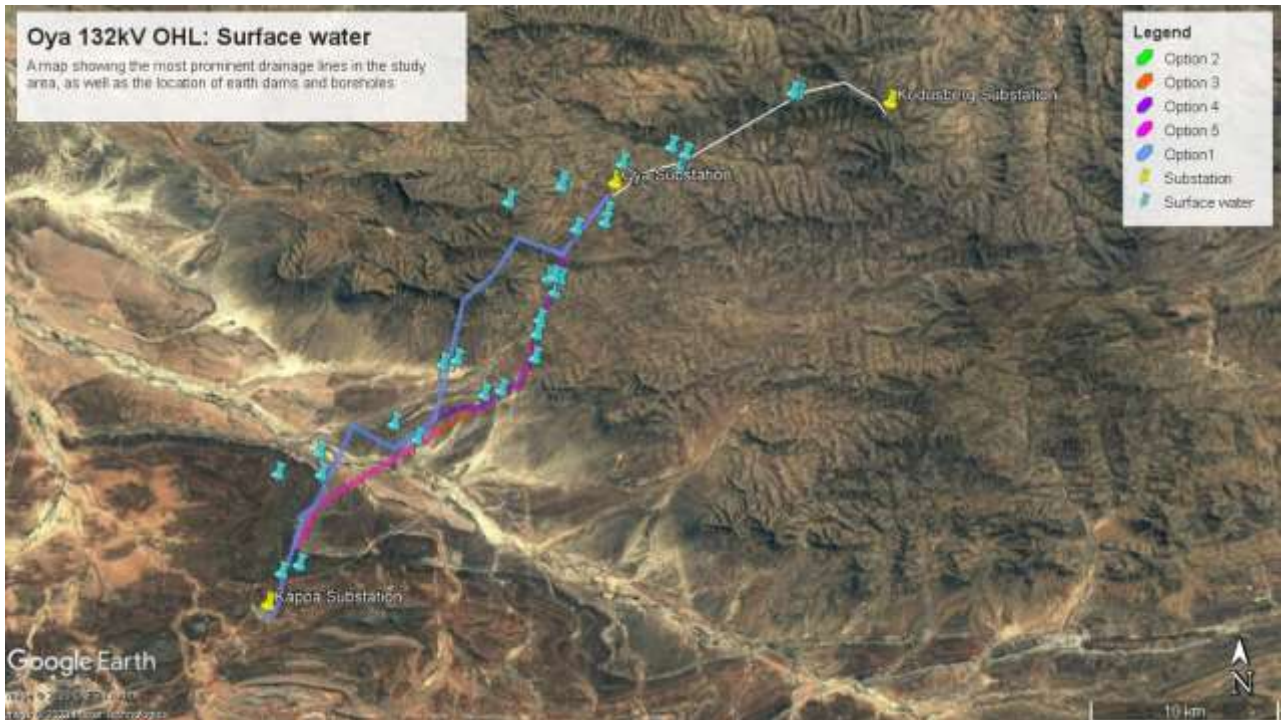 Oya 132kV OHL: Surface water
A map showing the most prominent drainage lines in the study
area, as well as the location of earth dams and boreholes
Legend
Option 2
Option 3
Option 4
Option 5
Option1
Substation
Surface water
Kudusberg Substation
Oya Substation
Kappa Substation
Google Earth
N
10 km